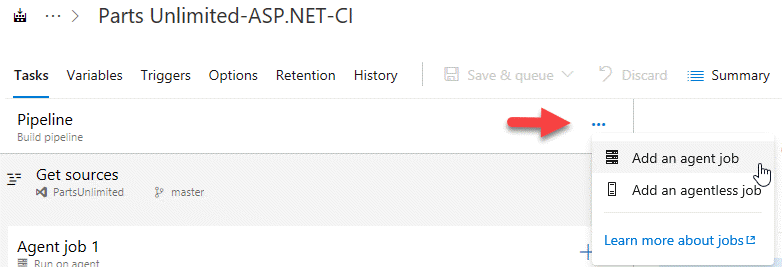 ··· > Parts Unlimited-ASP.NET-CI
Tasks Variables Triggers Options Retention History Save & queue Discard Summary
Pipeline ···
Build pipeline
Add an agent job
Get sources
PartsUnlimited master
Add an agentless job
Learn more about jobs
Agent job 1 +
Run on agent